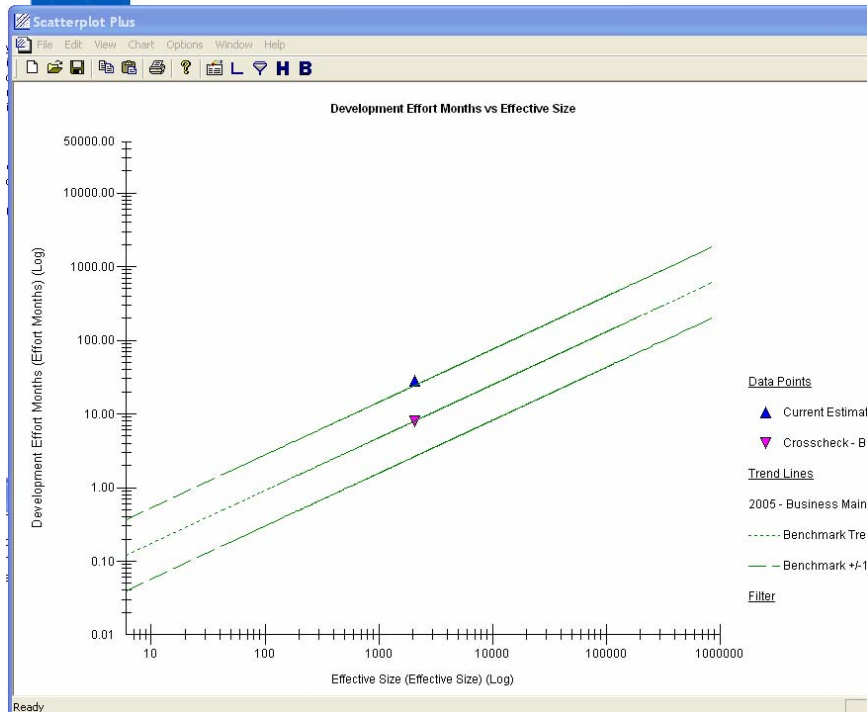 Scatterplot Plus
File Edit View Chart Options Window Help
H B
Development Effort Months vs Effective Size
50000.00
10000.00
1000.00
100.00
10.00
1.00
0.10
0.01
Development Effort Months (Effort Months) (Log)
10 100 1000 10000 100000 1000000
Effective Size (Effective Size) (Log)
Data Points
Current Estimat
Crosscheck - B
Trend Lines
2005 - Business Main
Benchmark Tre
Benchmark +/-1
Filter
Ready